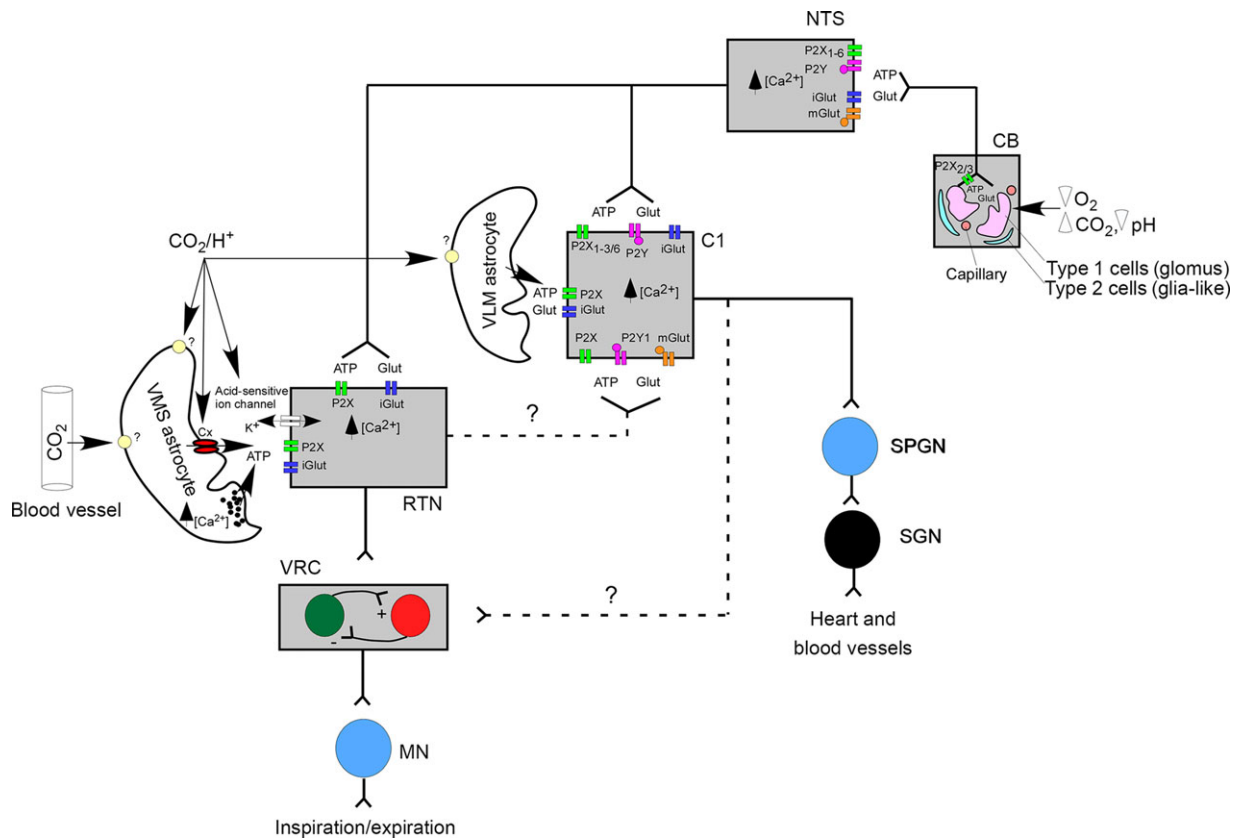 NTS
P2X1-6
P2Y
[Ca2+]
iGlut
mGlut
ATP
Glut
CB
P2X2/3
ATP
Glut
O2
CO2, pH
Capillary
Type 1 cells (glomus)
Type 2 cells (glia-like)
CO2/H+
?
VLM astrocyte
ATP
Glut
ATP Glut
C1
P2X1-3/6
P2Y
iGlut
P2X
iGlut
[Ca2+]
P2X
P2Y1
mGlut
ATP Glut
?
?
CO2
Blood vessel
VMS astrocyte
Cx
ATP
[Ca2+]
Acid-sensitive
ion channel
K+
ATP Glut
P2X
iGlut
[Ca2+]
P2X
iGlut
RTN
?
VRC
+
-
?
MN
Inspiration/expiration
SPGN
SGN
Heart and
blood vessels